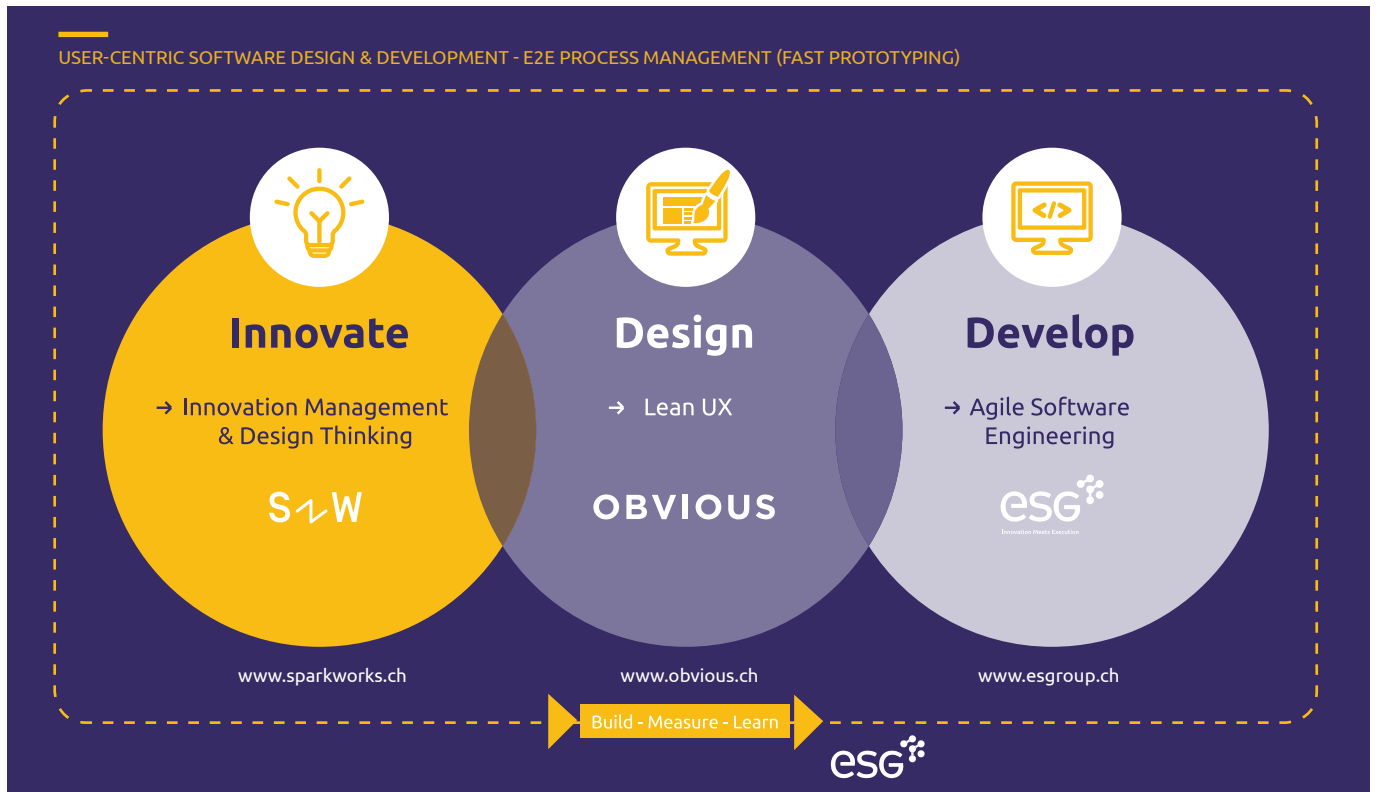 USER-CENTRIC SOFTWARE DESIGN & DEVELOPMENT - E2E PROCESS MANAGEMENT (FAST PROTOTYPING)
</>
Innovate
→ Innovation Management
& Design Thinking
S W
Design
→ Lean UX
OBVIOUS
Develop
→ Agile Software
Engineering
esg
Innovation Meets Execution
www.sparkworks.ch
www.obvious.ch
www.esgroup.ch
Build - Measure - Learn
esg